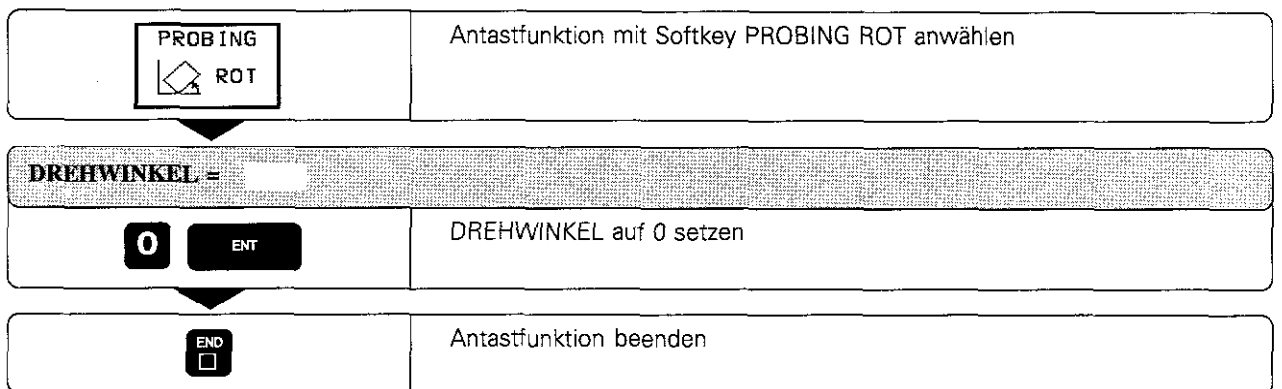 PROBING
ROT
Antastfunktion mit Softkey PROBING ROT anwählen
DREHWINKEL =
0 ENT
DREHWINKEL auf 0 setzen
END
Antastfunktion beenden